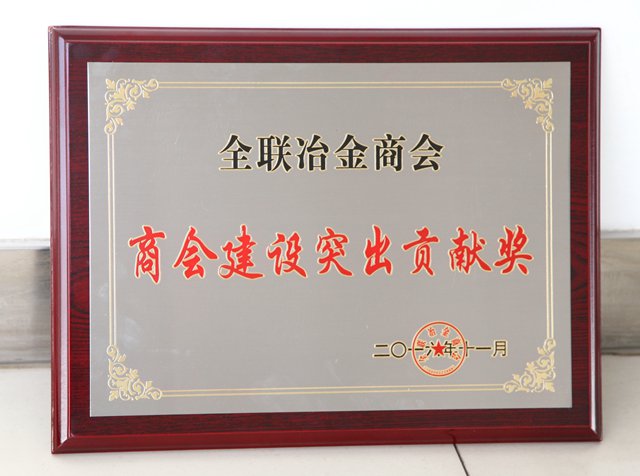 全联冶金商会
商会建设突出贡献奖
二〇一六年十一月